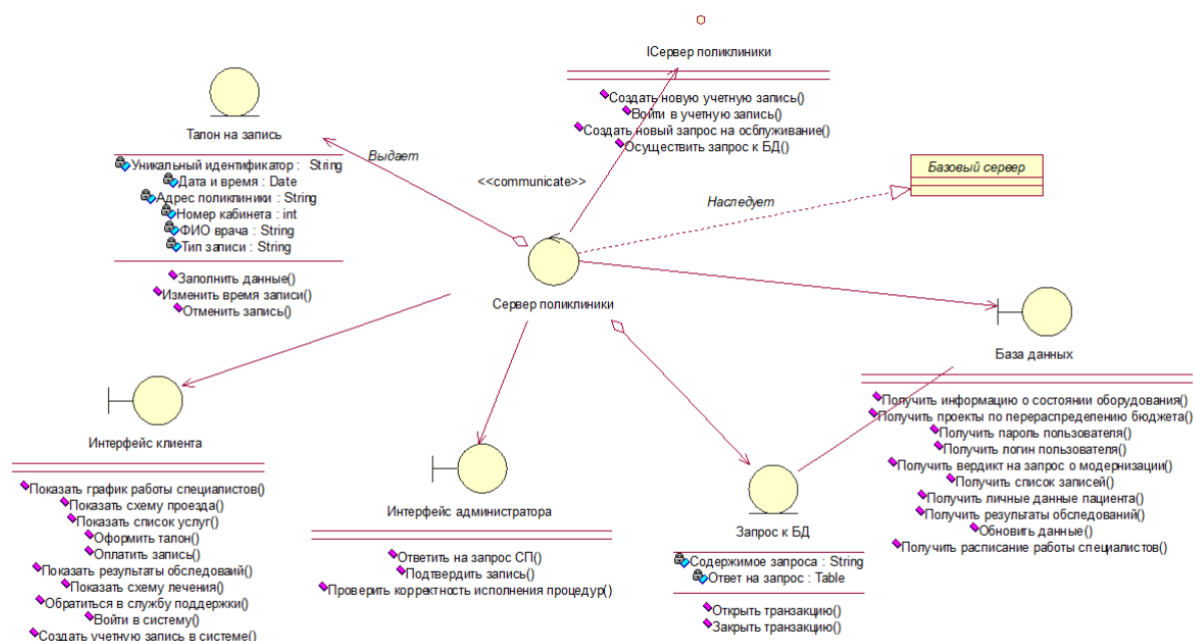 IСервер поликлиники
Создать новую учетную запись()
Войти в учетную запись()
Создать новый запрос на осблуживание()
Осуществить запрос к БД()
Талон на запись
Уникальный идентификатор : String
Дата и время : Date
Адрес поликлиники : String
Номер кабинета : int
ФИО врача : String
Тип записи : String
Заполнить данные()
Изменить время записи()
Отменить запись()
Выдает
<<communicate>>
Наследует
Базовый сервер
Сервер поликлиники
База данных
Получить информацию о состоянии оборудования()
Получить проекты по перераспределению бюджета()
Получить пароль пользователя()
Получить логин пользователя()
Получить вердикт на запрос о модернизации()
Получить список записей()
Получить личные данные пациента()
Получить результаты обследований()
Обновить данные()
Получить расписание работы специалистов()
Интерфейс клиента
Показать график работы специалистов()
Показать схему проезда()
Показать список услуг()
Оформить талон()
Оплатить запись()
Показать результаты обследоваий()
Показать схему лечения()
Обратиться в службу поддержки()
Войти в систему()
Создать учетную запись в системе()
Интерфейс администратора
Ответить на запрос СП()
Подтвердить запись()
Проверить корректность исполнения процедур()
Запрос к БД
Содержимое запроса : String
Ответ на запрос : Table
Открыть транзакцию()
Закрыть транзакцию()